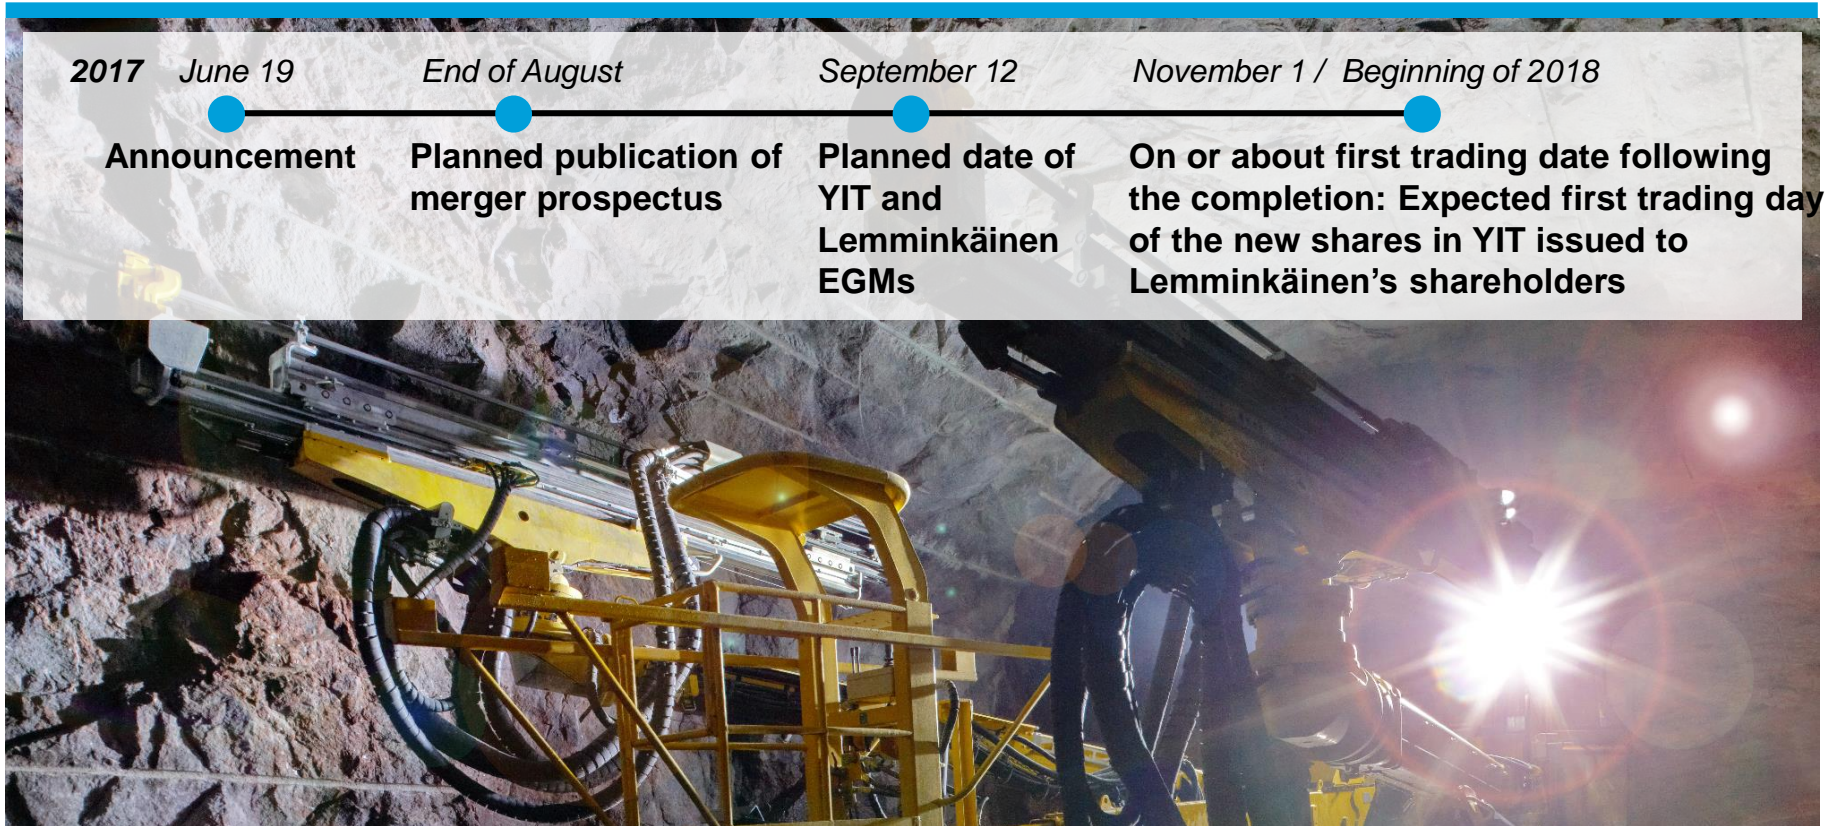 2017 June 19 End of August September 12 November 1 / Beginning of 2018
Announcement
Planned publication of
merger prospectus
Planned date of
YIT and
Lemminkäinen
EGMs
On or about first trading date following
the completion: Expected first trading day
of the new shares in YIT issued to
Lemminkäinen’s shareholders